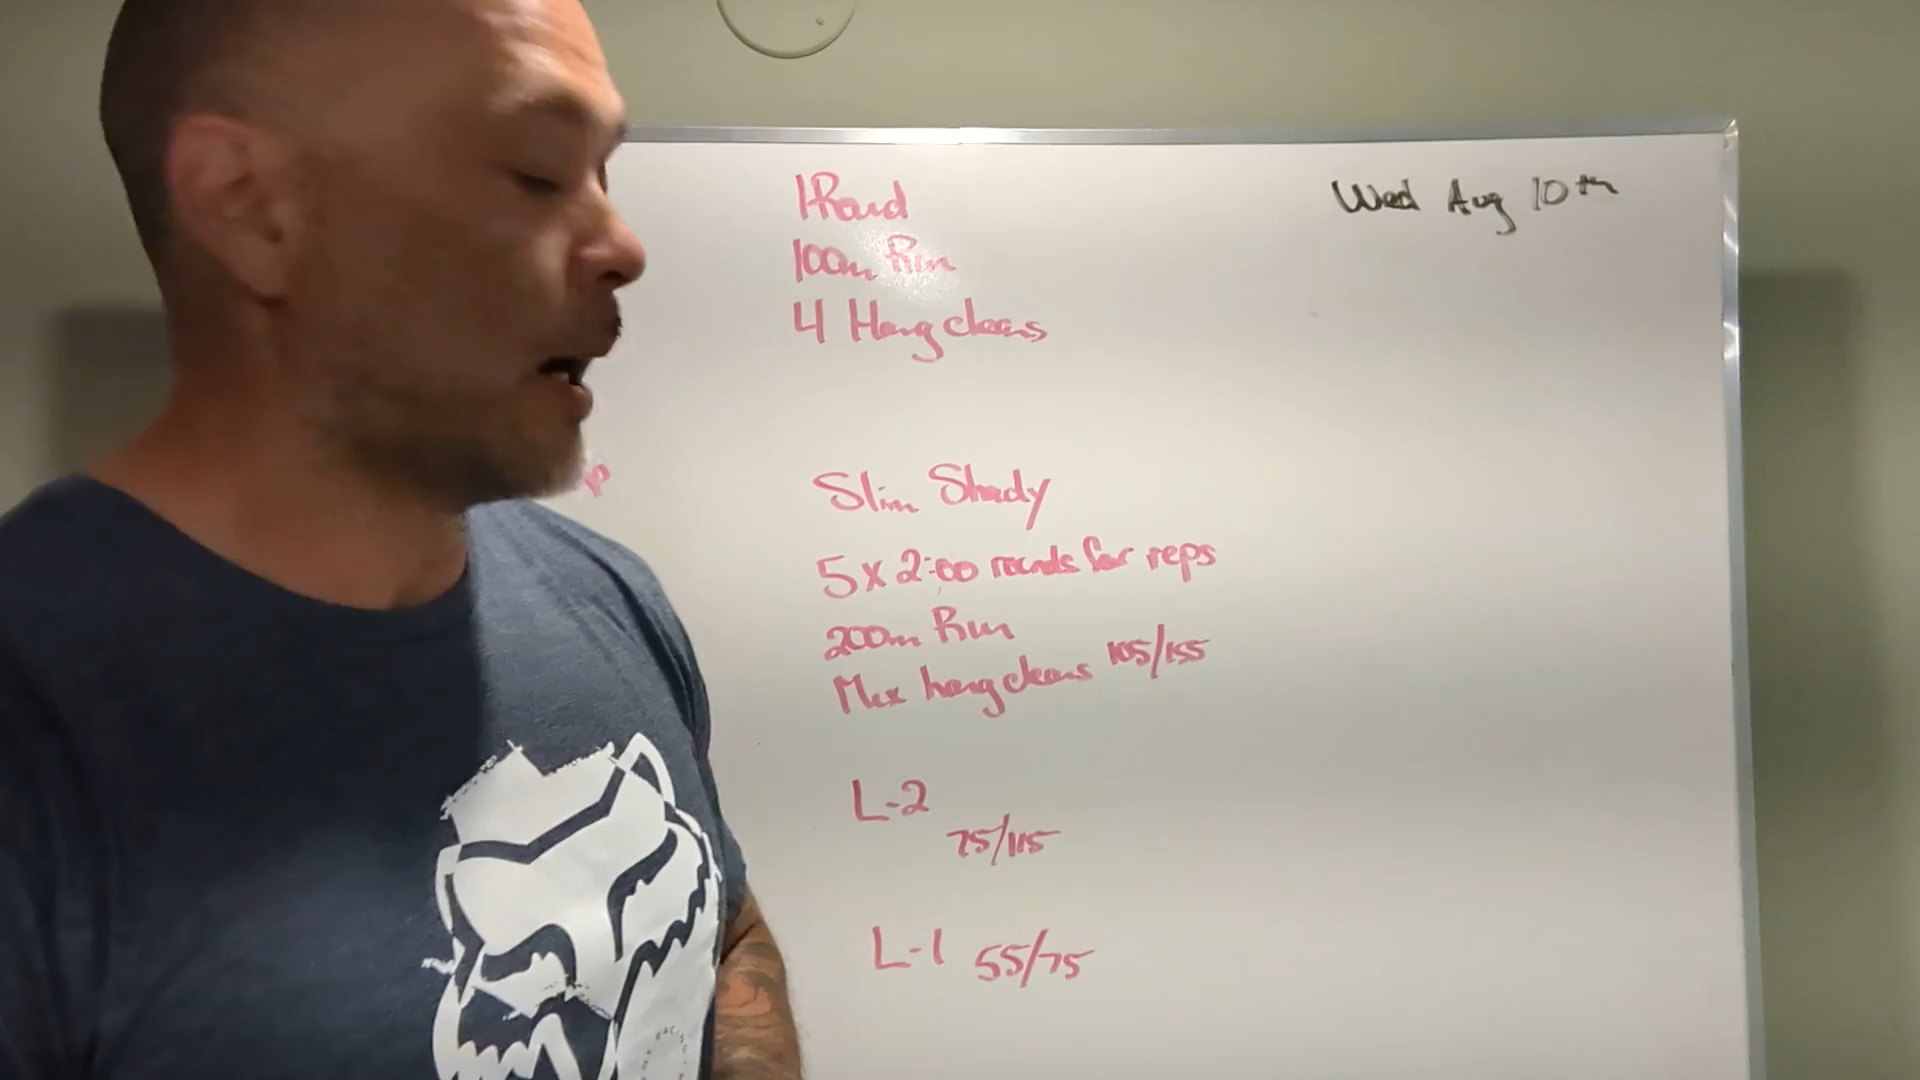 1 Round
100m Run
4 Hang cleans
Wed Aug 10th
Slim Shady
5 x 2:00 rounds for reps
200m Run
Max hang cleans 105/155
L-2
75/115
L-1 55/75